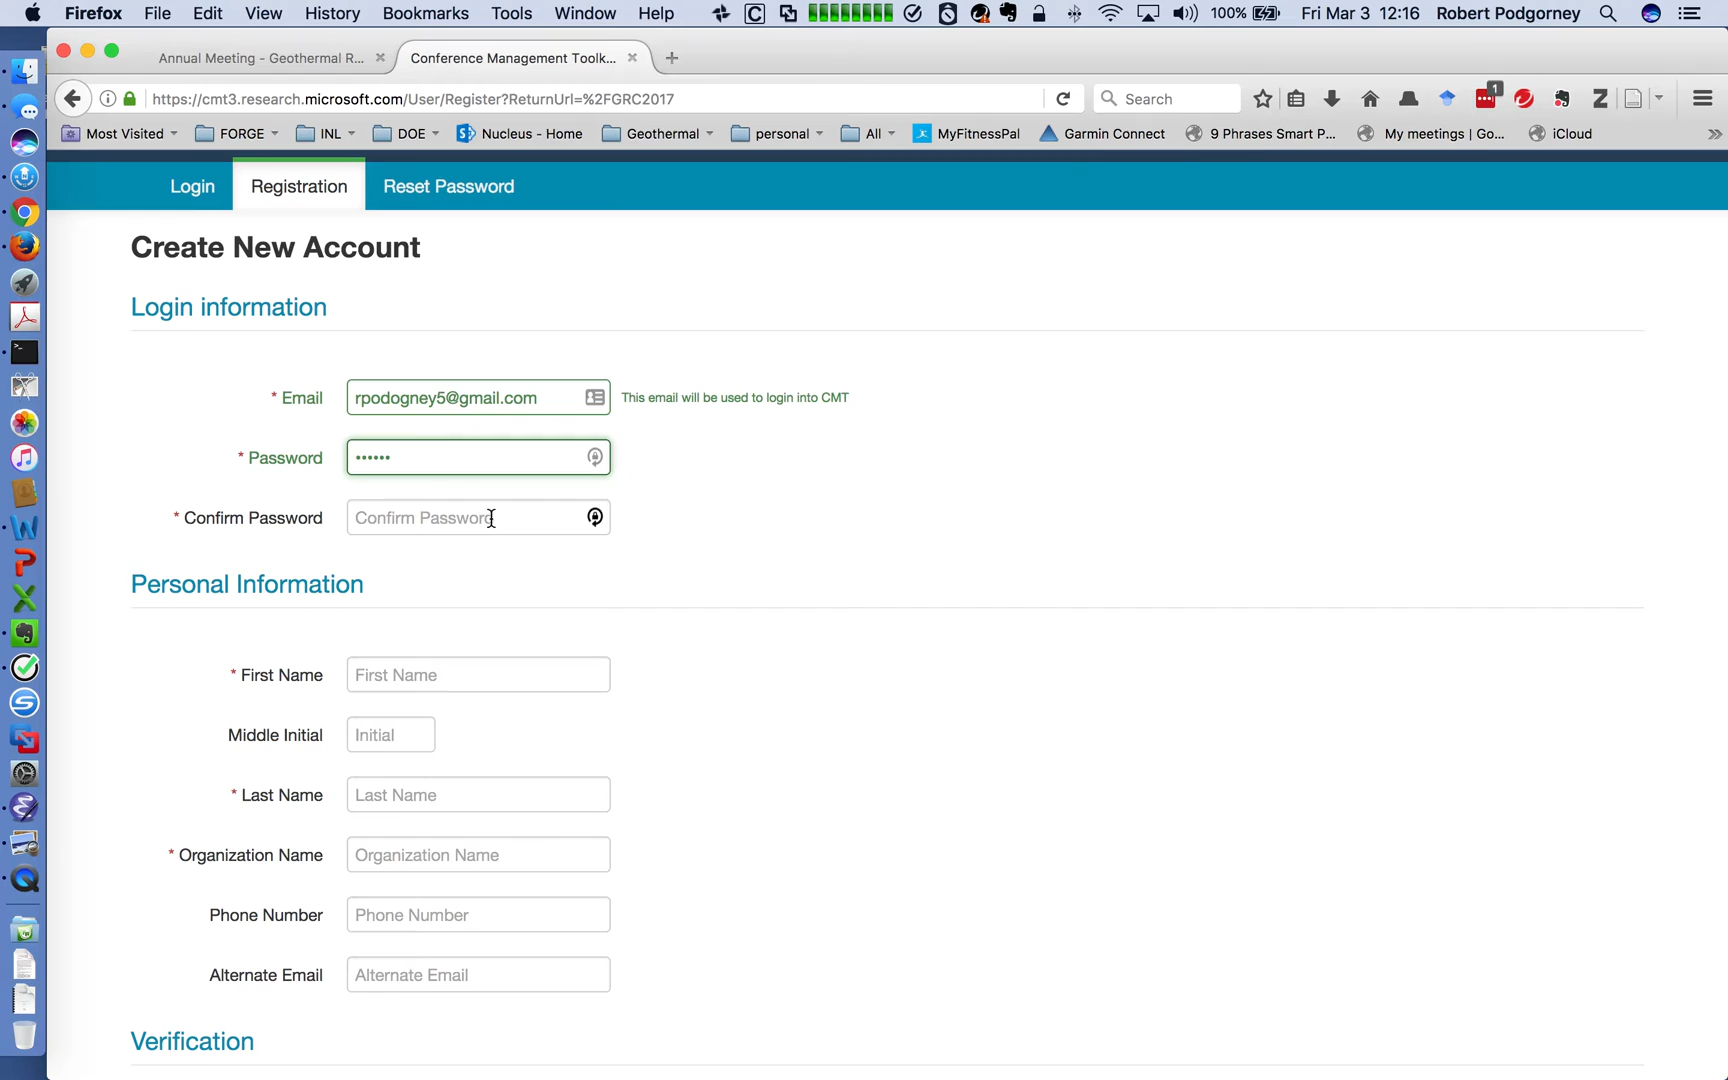 Firefox File Edit View History Bookmarks Tools Window Help 100% Fri Mar 3 12:16 Robert Podgorney
Annual Meeting - Geothermal R... Conference Management Toolk...
https://cmt3.research.microsoft.com/User/Register?ReturnUrl=%2FGRC2017 Search 1
Most Visited FORGE INL DOE Nucleus - Home Geothermal personal All MyFitnessPal Garmin Connect 9 Phrases Smart P... My meetings | Go... iCloud
Login Registration Reset Password
Create New Account
Login information
* Email rpodogney5@gmail.com This email will be used to login into CMT
* Password ••••••
* Confirm Password Confirm Password
Personal Information
* First Name First Name
Middle Initial Initial
* Last Name Last Name
* Organization Name Organization Name
Phone Number Phone Number
Alternate Email Alternate Email
Verification